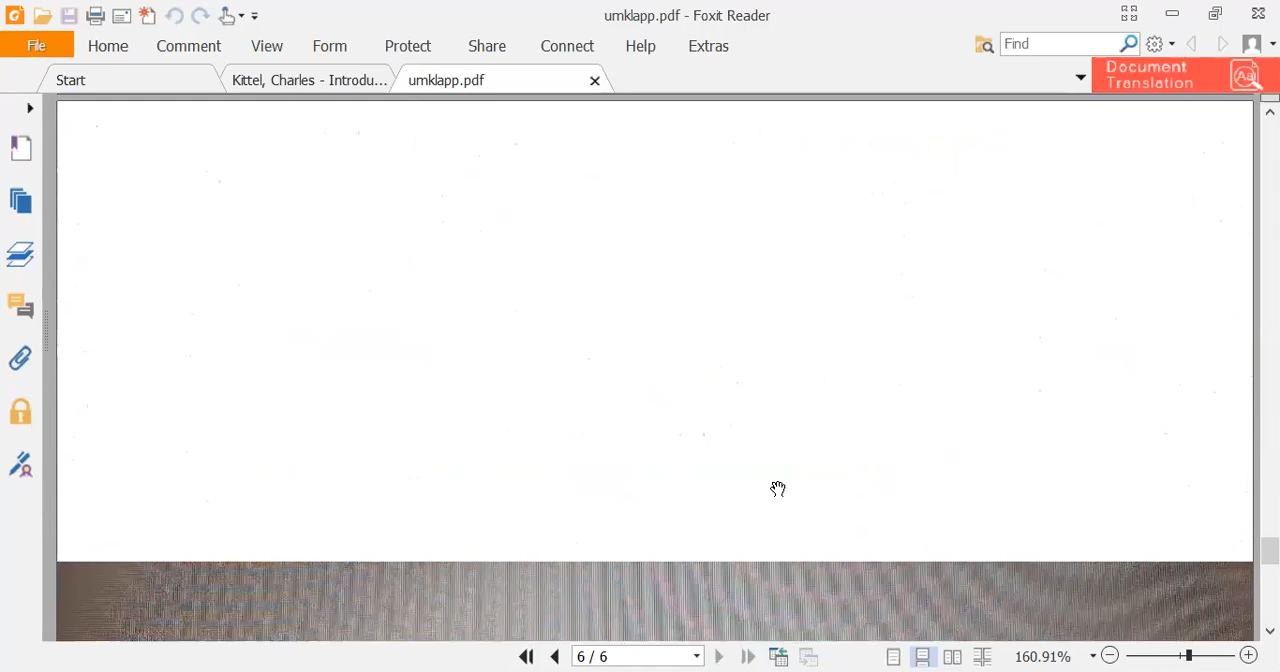 umklapp.pdf - Foxit Reader
File Home Comment View Form Protect Share Connect Help Extras Find
Start Kittel, Charles - Introdu... umklapp.pdf
Document
Translation
6 / 6 160.91%